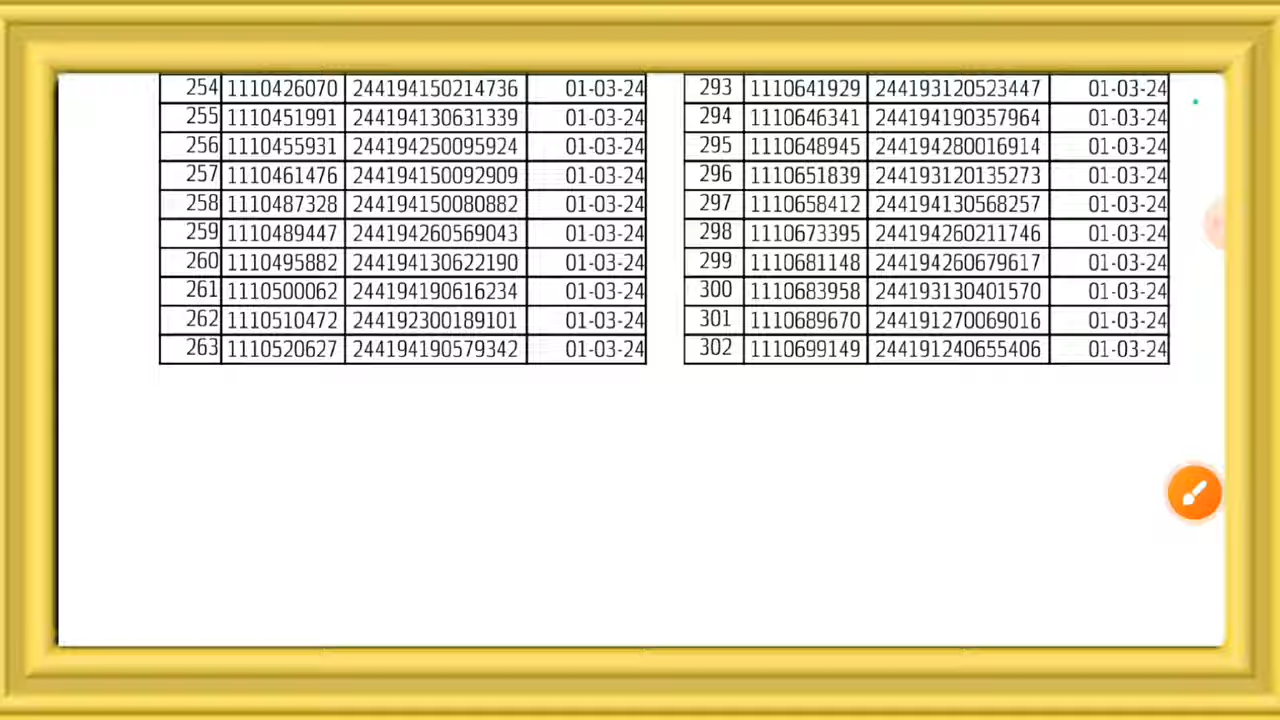 254 1110426070 244194150214736 01-03-24
255 1110451991 244194130631339 01-03-24
256 1110455931 244194250095924 01-03-24
257 1110461476 244194150092909 01-03-24
258 1110487328 244194150080882 01-03-24
259 1110489447 244194260569043 01-03-24
260 1110495882 244194130622190 01-03-24
261 1110500062 244194190616234 01-03-24
262 1110510472 244192300189101 01-03-24
263 1110520627 244194190579342 01-03-24
293 1110641929 244193120523447 01-03-24
294 1110646341 244194190357964 01-03-24
295 1110648945 244194280016914 01-03-24
296 1110651839 244193120135273 01-03-24
297 1110658412 244194130568257 01-03-24
298 1110673395 244194260211746 01-03-24
299 1110681148 244194260679617 01-03-24
300 1110683958 244193130401570 01-03-24
301 1110689670 244191270069016 01-03-24
302 1110699149 244191240655406 01-03-24